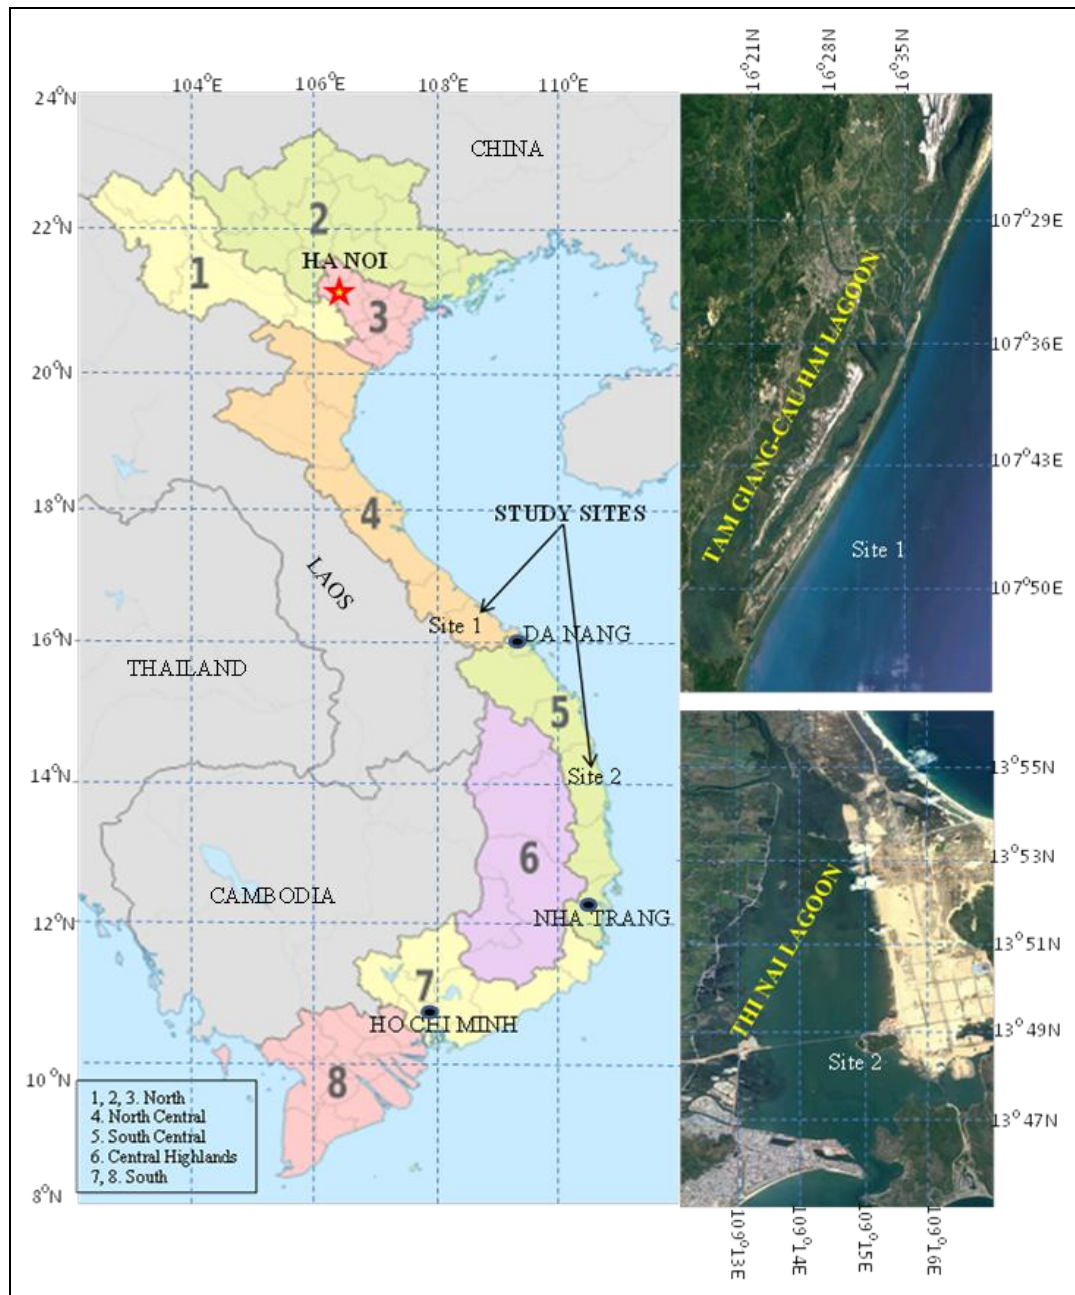 104°E 106°E 108°E 110°E
24°N
22°N
20°N
18°N
16°N
14°N
12°N
10°N
8°N
CHINA
2
HA NOI
1
3
4
STUDY SITES
LAOS
Site 1
DA NANG
THAILAND
5
Site 2
6
CAMBODIA
NHA TRANG
7
HO CHI MINH
8
1, 2, 3. North
4. North Central
5. South Central
6. Central Highlands
7, 8. South
16°21N 16°28N 16°35N
107°29E
107°36E
107°43E
107°50E
TAM GIANG-CAU HAI LAGOON
Site 1
13°55N
13°53N
13°51N
13°49N
13°47N
THI NAI LAGOON
Site 2
109°13E 109°14E 109°15E 109°16E